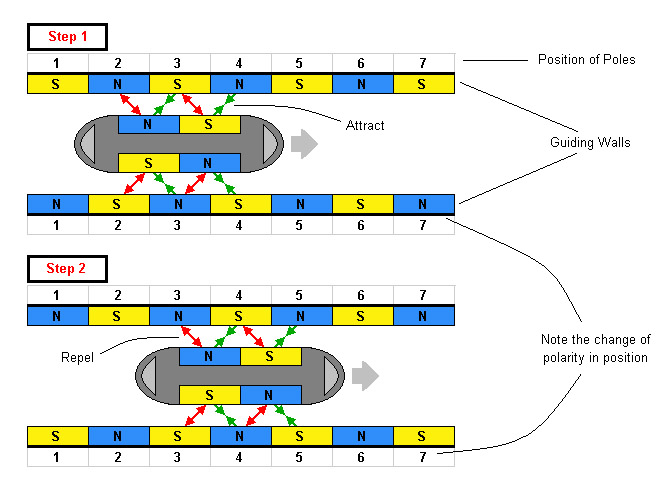 Step 1
1 2 3 4 5 6 7
Position of Poles
S N S N S N S
Attract
N S
Guiding Walls
S N
N S N S N S N
1 2 3 4 5 6 7
Step 2
1 2 3 4 5 6 7
N S N S N S N
Repel
N S
Note the change of
polarity in position
S N
S N S N S N S
1 2 3 4 5 6 7